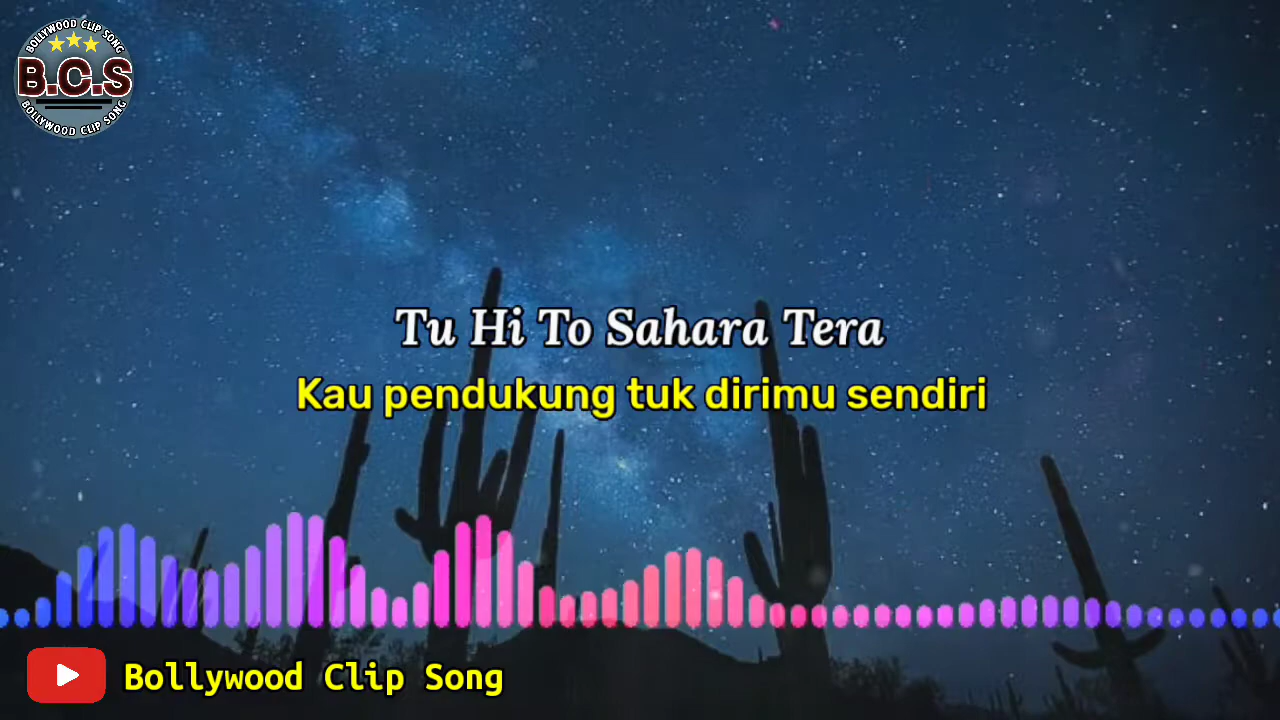 BOLLYWOOD CLIP SONG
B.C.S
BOLLYWOOD CLIP SONG
Tu Hi To Sahara Tera
Kau pendukung tuk dirimu sendiri
Bollywood Clip Song